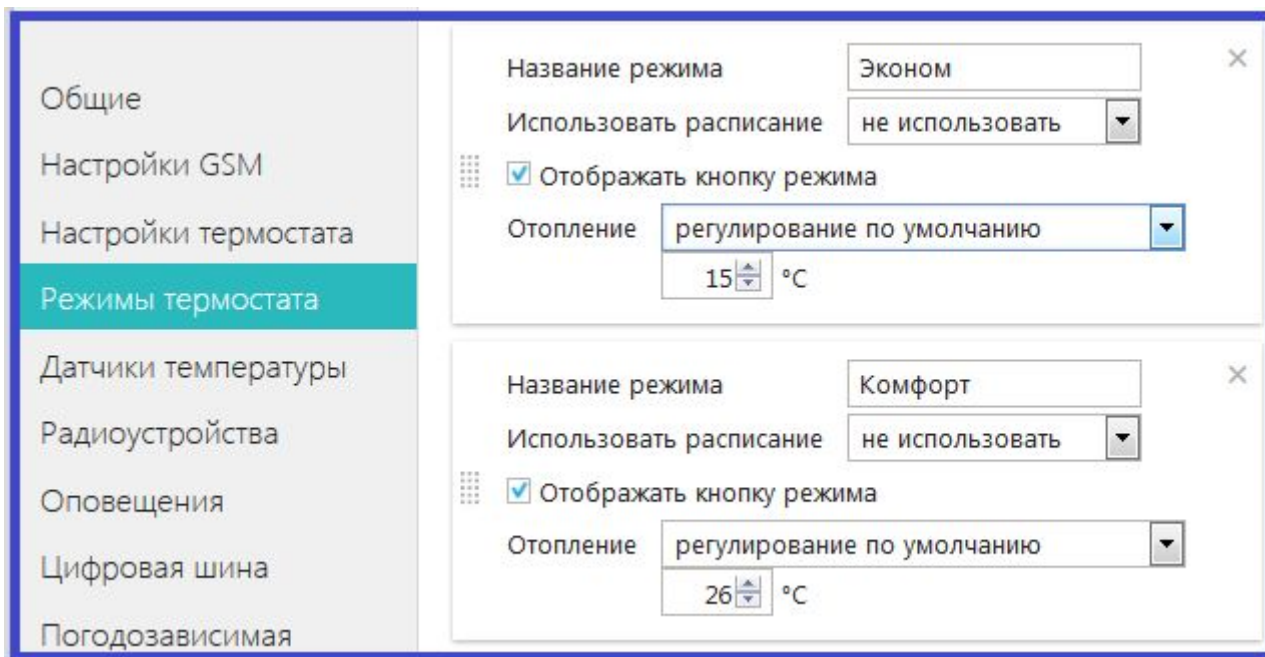 Общие
Настройки GSM
Настройки термостата
Режимы термостата
Датчики температуры
Радиоустройства
Оповещения
Цифровая шина
Погодозависимая
Название режима Эконом
Использовать расписание не использовать
Отображать кнопку режима
Отопление регулирование по умолчанию
15 °C
Название режима Комфорт
Использовать расписание не использовать
Отображать кнопку режима
Отопление регулирование по умолчанию
26 °C